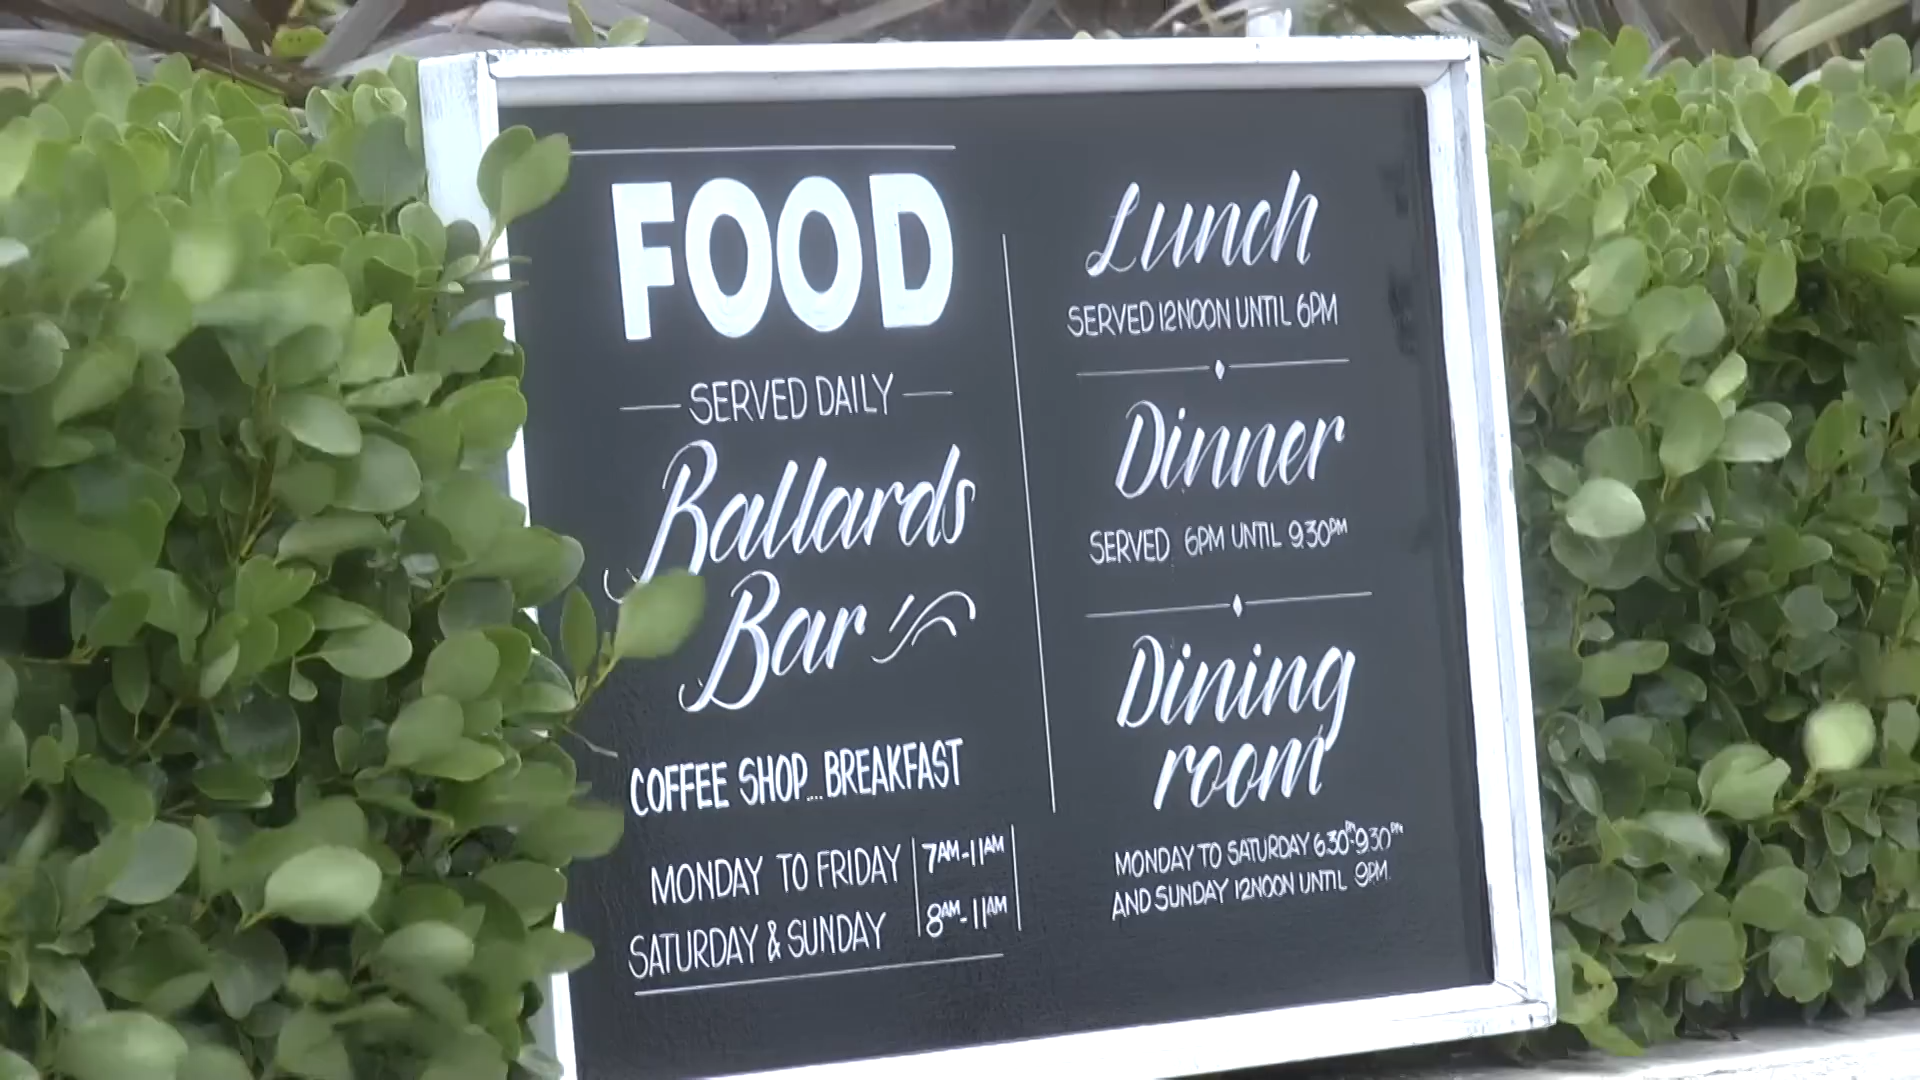 FOOD
SERVED DAILY
Ballards
Bar
COFFEE SHOP... BREAKFAST
MONDAY TO FRIDAY 7AM-11AM
SATURDAY & SUNDAY 8AM-11AM
Lunch
SERVED 12NOON UNTIL 6PM
Dinner
SERVED 6PM UNTIL 9.30PM
Dining
room
MONDAY TO SATURDAY 6.30PM-9.30PM
AND SUNDAY 12NOON UNTIL 9PM